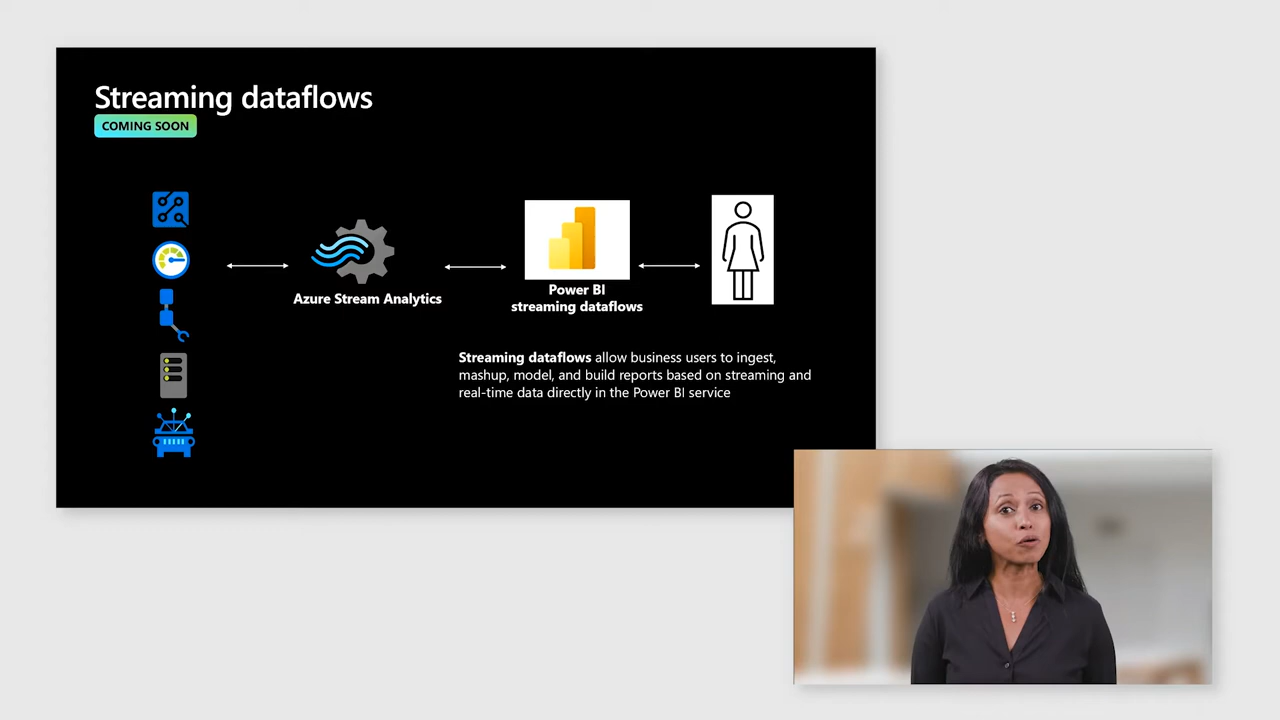 Streaming dataflows
COMING SOON
Azure Stream Analytics
Power BI
streaming dataflows
Streaming dataflows allow business users to ingest,
mashup, model, and build reports based on streaming and
real-time data directly in the Power BI service